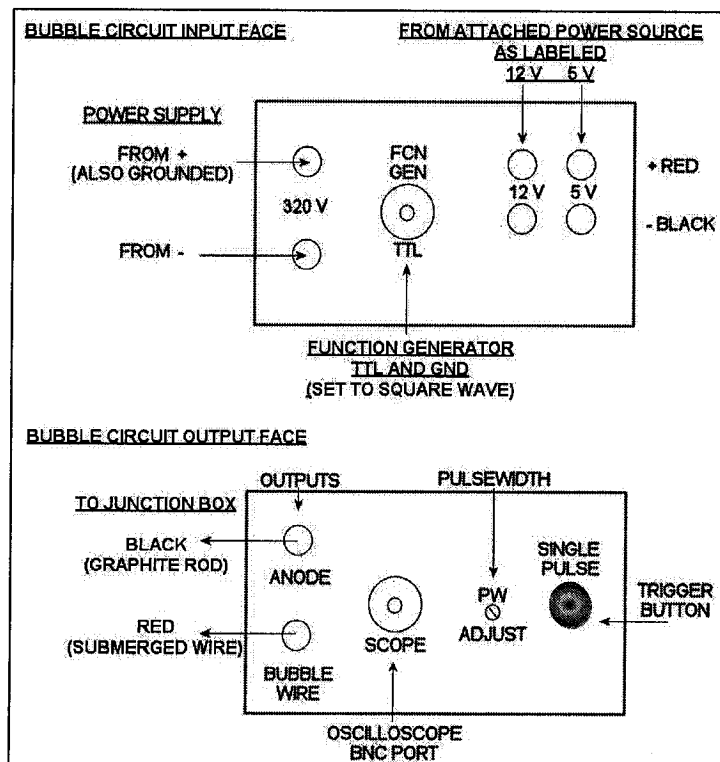 BUBBLE CIRCUIT INPUT FACE
FROM ATTACHED POWER SOURCE
AS LABELED
12 V 5 V
POWER SUPPLY
FROM +
(ALSO GROUNDED)
FCN
GEN
+ RED
320 V
12 V 5 V
- BLACK
FROM -
TTL
FUNCTION GENERATOR
TTL AND GND
(SET TO SQUARE WAVE)
BUBBLE CIRCUIT OUTPUT FACE
OUTPUTS
PULSEWIDTH
TO JUNCTION BOX
BLACK
(GRAPHITE ROD)
ANODE
SINGLE
PULSE
PW
ADJUST
TRIGGER
BUTTON
RED
(SUBMERGED WIRE)
SCOPE
BUBBLE
WIRE
OSCILLOSCOPE
BNC PORT